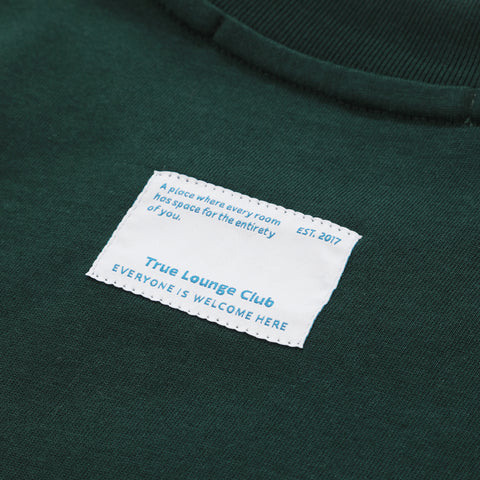 A place where every room
has space for the entirety
of you.
EST. 2017
True Lounge Club
EVERYONE IS WELCOME HERE